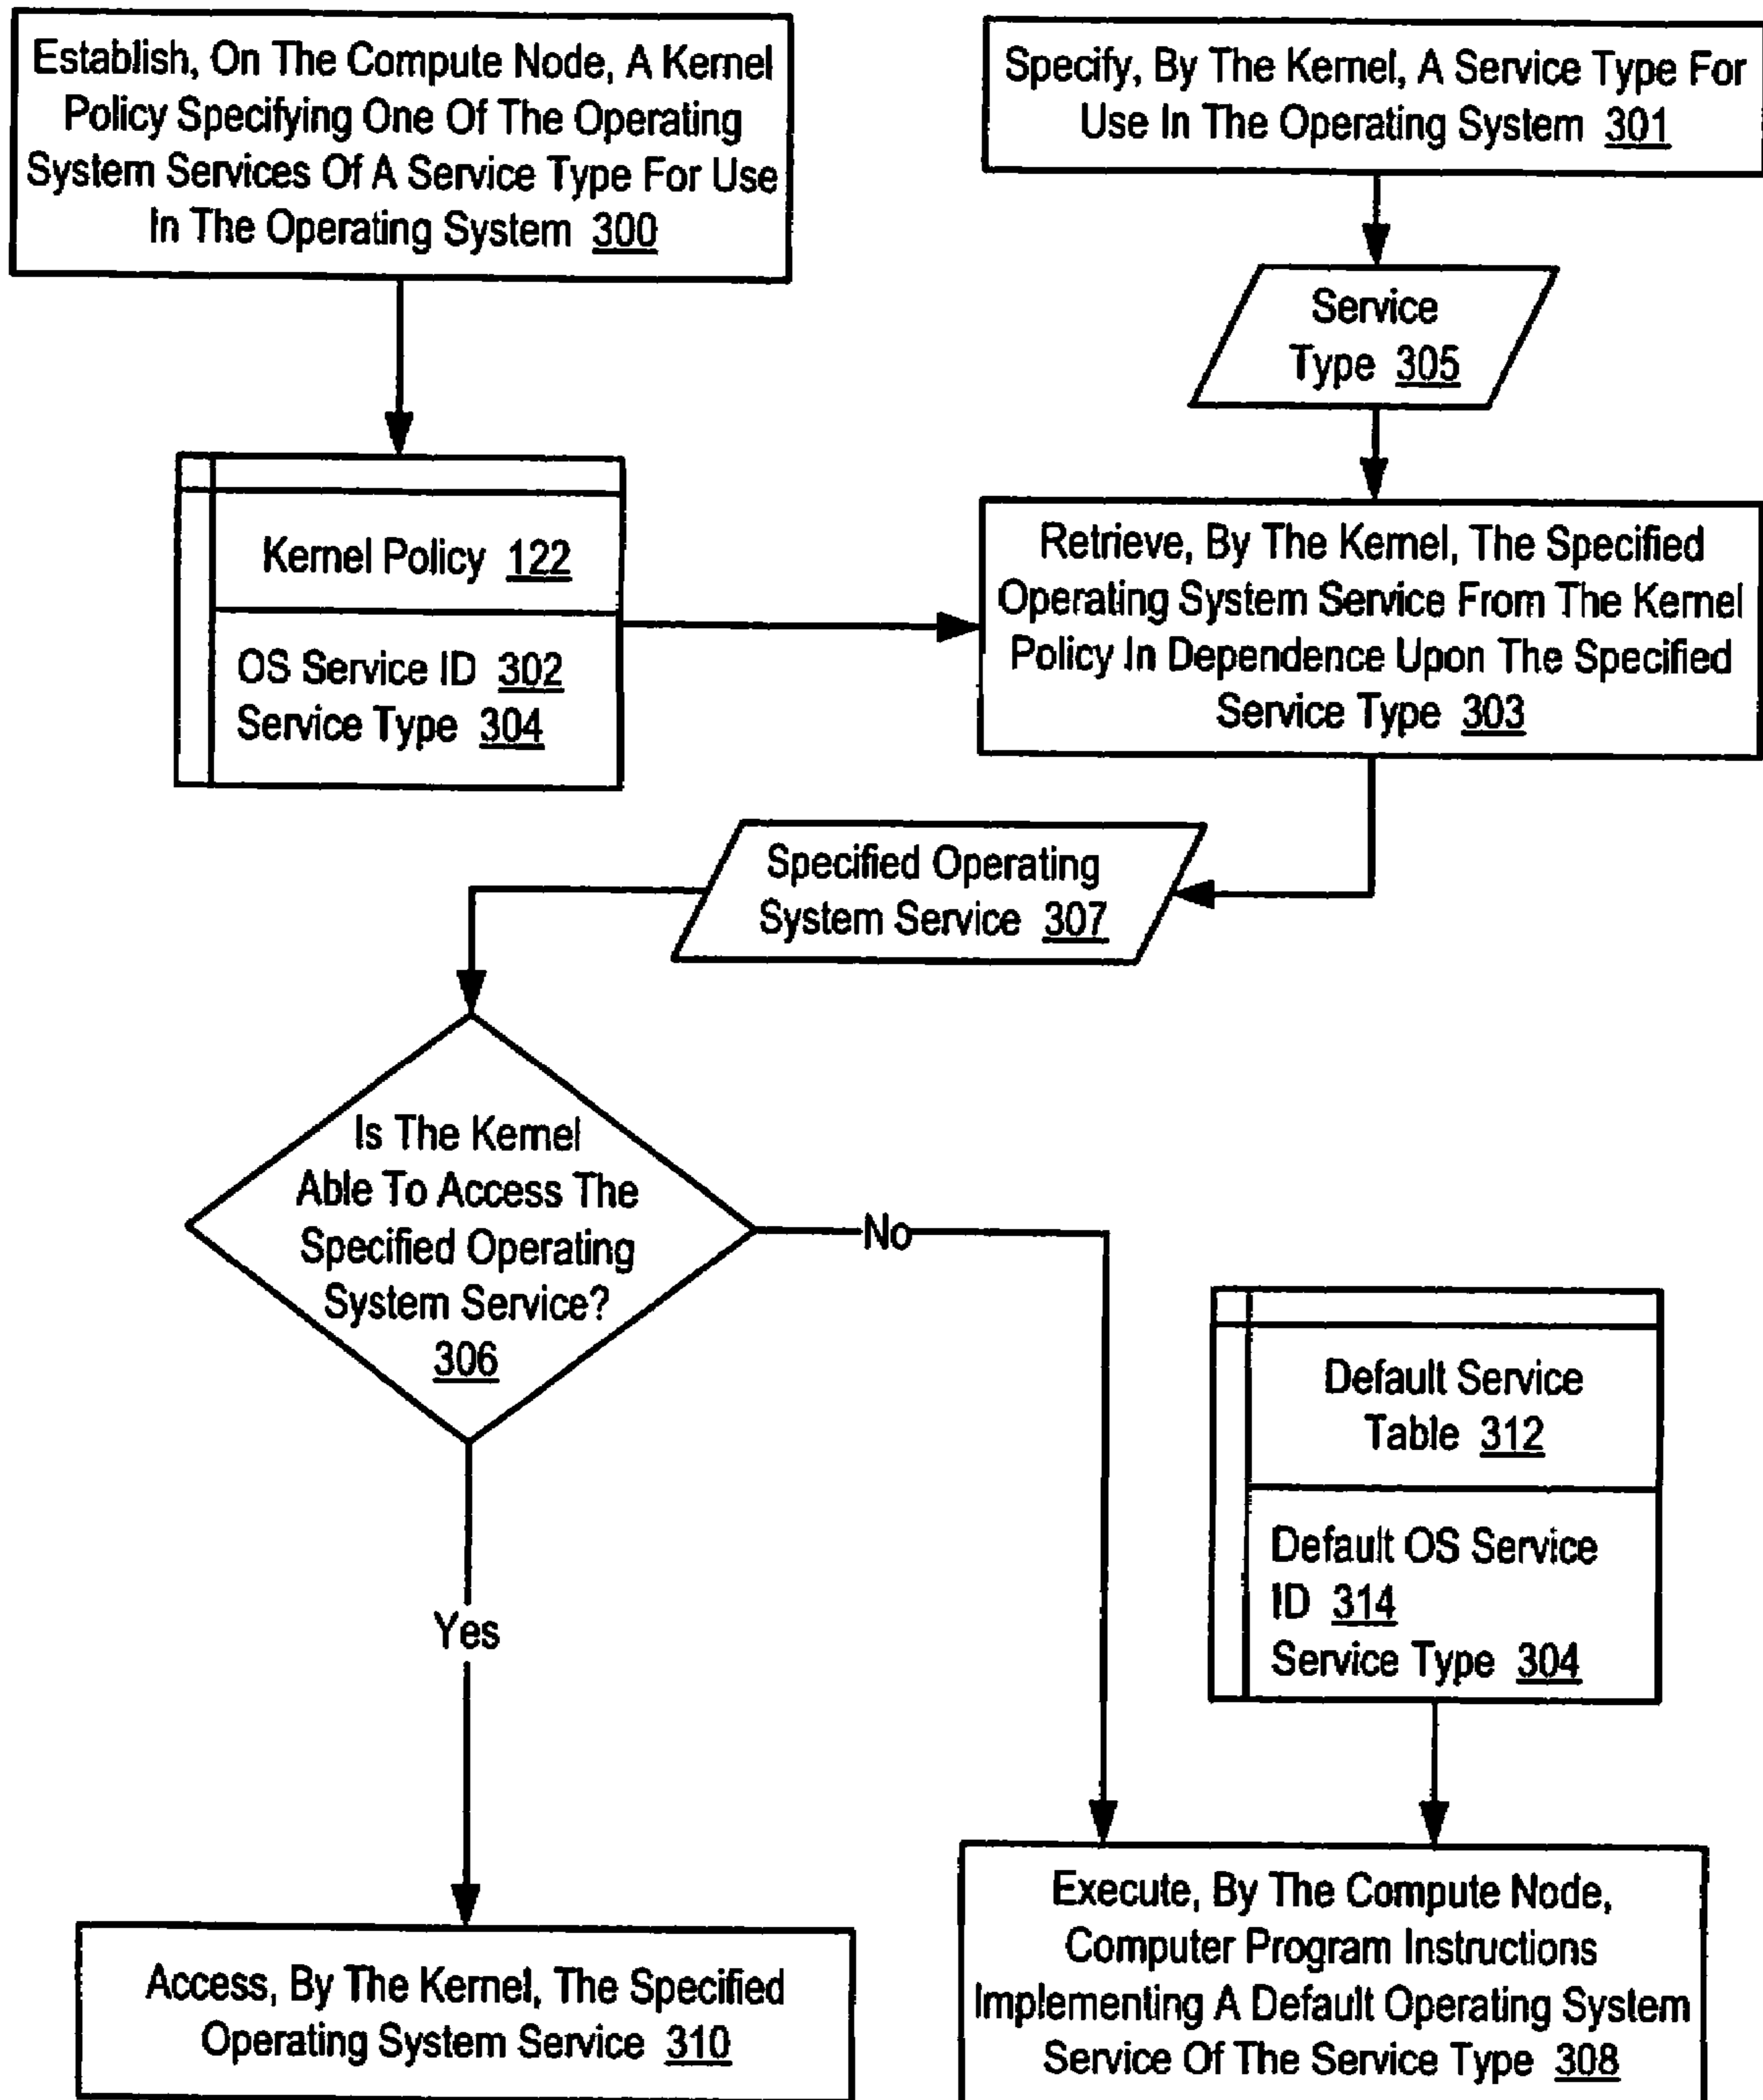 Establish, On The Compute Node, A Kernel
Policy Specifying One Of The Operating
System Services Of A Service Type For Use
In The Operating System 300
Specify, By The Kernel, A Service Type For
Use In The Operating System 301
Service
Type 305
Kernel Policy 122
OS Service ID 302
Service Type 304
Retrieve, By The Kernel, The Specified
Operating System Service From The Kernel
Policy In Dependence Upon The Specified
Service Type 303
Specified Operating
System Service 307
Is The Kernel
Able To Access The
Specified Operating
System Service?
306
No
Yes
Default Service
Table 312
Default OS Service
ID 314
Service Type 304
Access, By The Kernel, The Specified
Operating System Service 310
Execute, By The Compute Node,
Computer Program Instructions
Implementing A Default Operating System
Service Of The Service Type 308